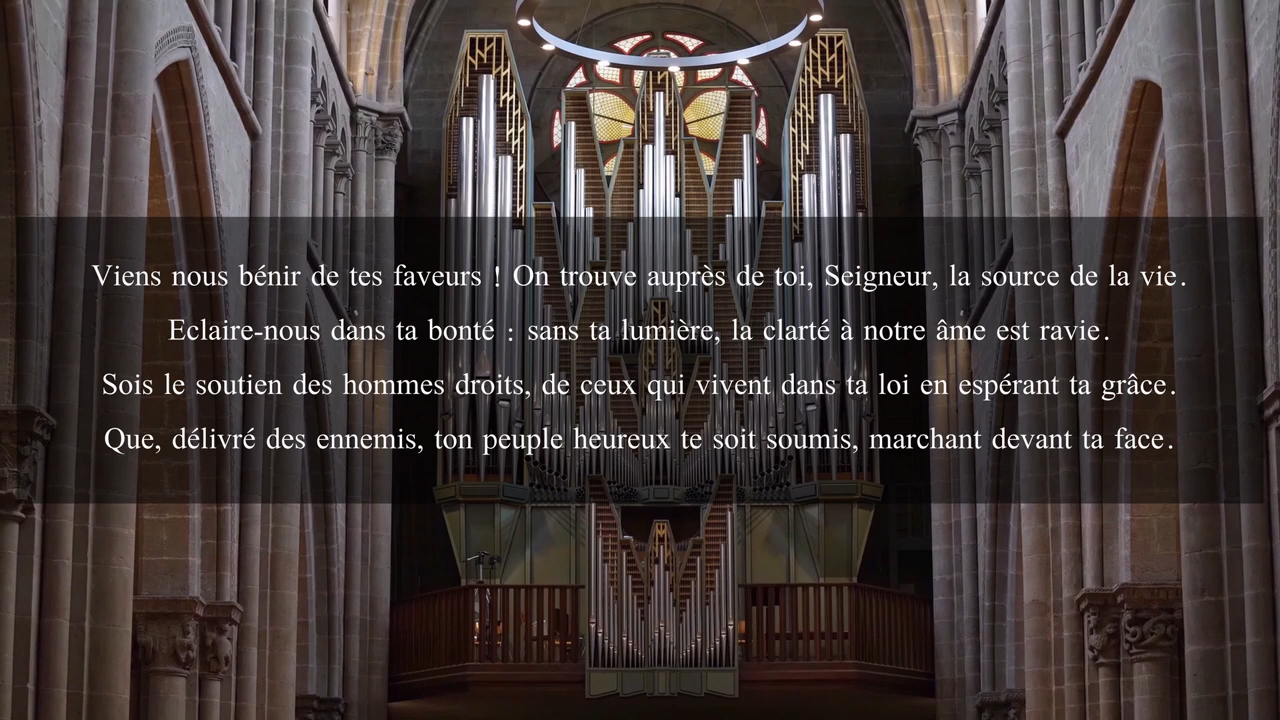 Viens nous bénir de tes faveurs ! On trouve auprès de toi, Seigneur, la source de la vie.
Eclaire-nous dans ta bonté : sans ta lumière, la clarté à notre âme est ravie.
Sois le soutien des hommes droits, de ceux qui vivent dans ta loi en espérant ta grâce.
Que, délivré des ennemis, ton peuple heureux te soit soumis, marchant devant ta face.